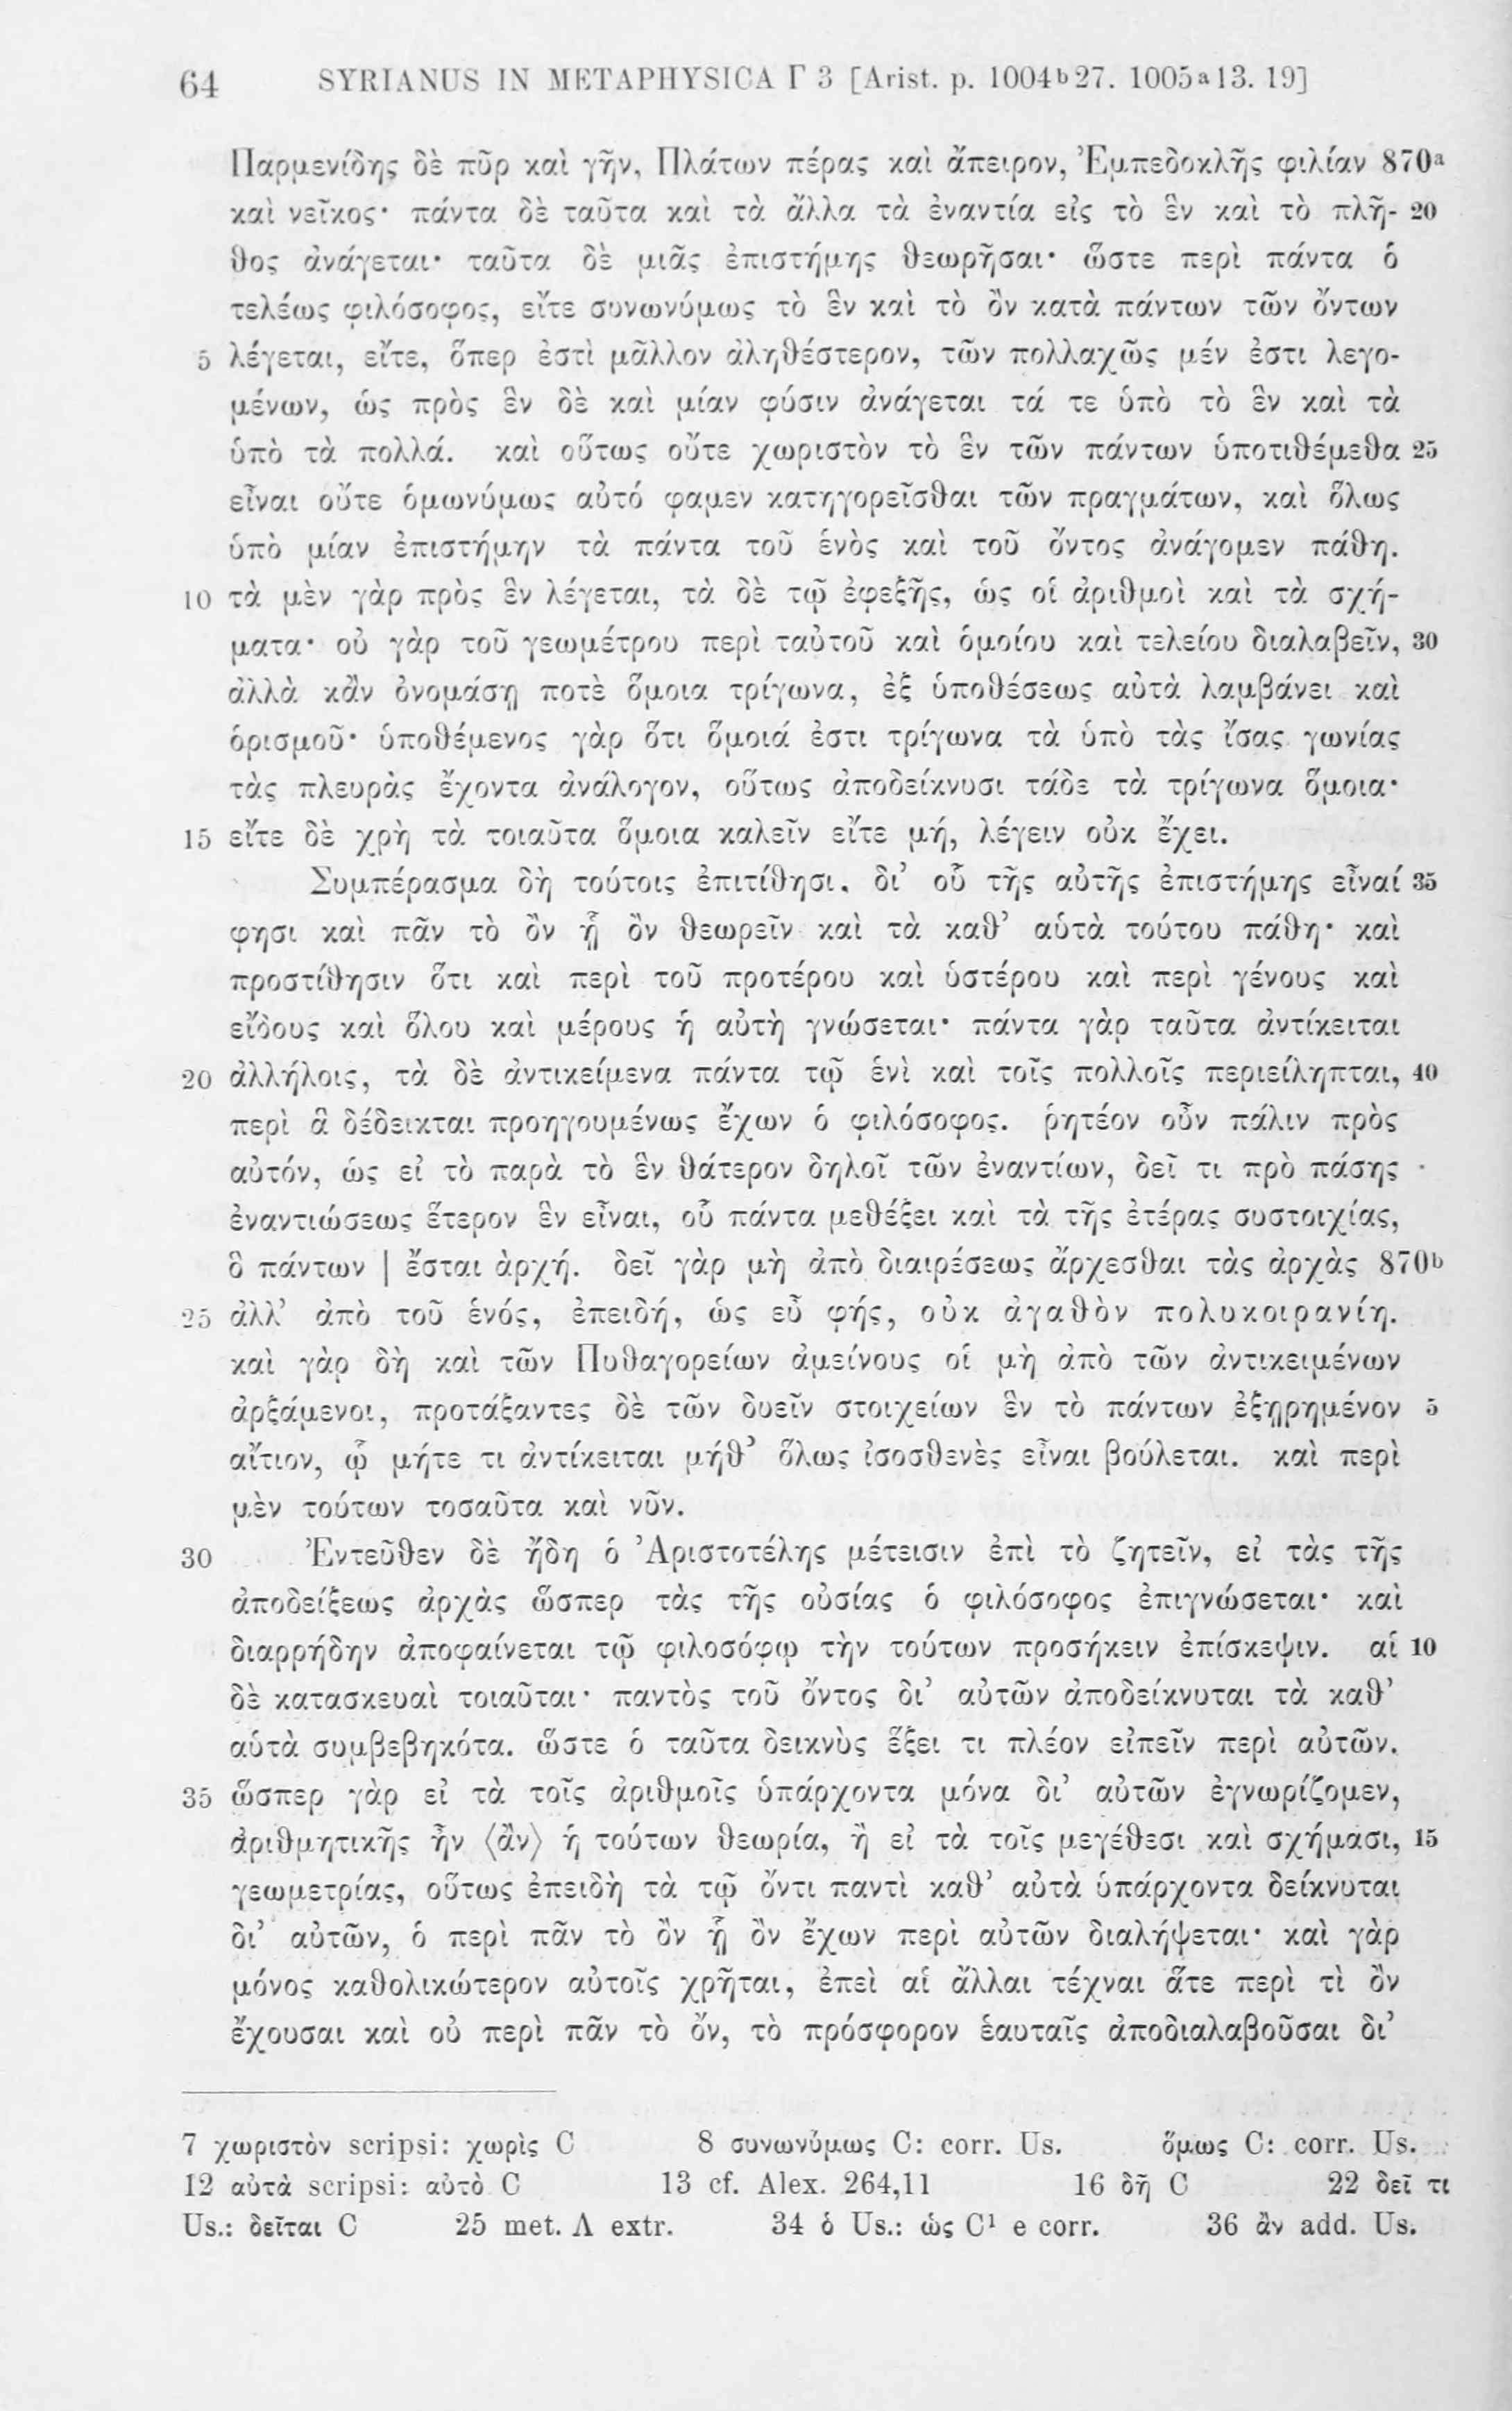 64 SYRIANUS IN METAPHYSICA Γ 3 [Arist. p. 1004b27. 1005a13. 19]
Παρμενίδης δὲ πῦρ καὶ γῆν, Πλάτων πέρας καὶ ἄπειρον, Ἐμπεδοκλῆς φιλίαν 870a
καὶ νεῖκος· πάντα δὲ ταῦτα καὶ τὰ ἄλλα τὰ ἐναντία εἰς τὸ ἓν καὶ τὸ πλῆ- 20
θος ἀνάγεται· ταῦτα δὲ μιᾶς ἐπιστήμης θεωρῆσαι· ὥστε περὶ πάντα ὁ
τελέως φιλόσοφος, εἴτε συνωνύμως τὸ ἓν καὶ τὸ ὂν κατὰ πάντων τῶν ὄντων
5 λέγεται, εἴτε, ὅπερ ἐστὶ μᾶλλον ἀληθέστερον, τῶν πολλαχῶς μέν ἐστι λεγο-
μένων, ὡς πρὸς ἓν δὲ καὶ μίαν φύσιν ἀνάγεται τά τε ὑπὸ τὸ ἓν καὶ τὰ
ὑπὸ τὰ πολλά. καὶ οὕτως οὔτε χωριστὸν τὸ ἓν τῶν πάντων ὑποτιθέμεθα 25
εἶναι οὔτε ὁμωνύμως αὐτό φαμεν κατηγορεῖσθαι τῶν πραγμάτων, καὶ ὅλως
ὑπὸ μίαν ἐπιστήμην τὰ πάντα τοῦ ἑνὸς καὶ τοῦ ὄντος ἀνάγομεν πάθη.
10 τὰ μὲν γὰρ πρὸς ἓν λέγεται, τὰ δὲ τῷ ἐφεξῆς, ὡς οἱ ἀριθμοὶ καὶ τὰ σχή-
ματα· οὐ γὰρ τοῦ γεωμέτρου περὶ ταὐτοῦ καὶ ὁμοίου καὶ τελείου διαλαβεῖν, 30
ἀλλὰ κἂν ὀνομάσῃ ποτὲ ὅμοια τρίγωνα, ἐξ ὑποθέσεως αὐτὰ λαμβάνει καὶ
ὁρισμοῦ· ὑποθέμενος γὰρ ὅτι ὅμοιά ἐστι τρίγωνα τὰ ὑπὸ τὰς ἴσας γωνίας
τὰς πλευρὰς ἔχοντα ἀνάλογον, οὕτως ἀποδείκνυσι τάδε τὰ τρίγωνα ὅμοια·
15 εἴτε δὲ χρὴ τὰ τοιαῦτα ὅμοια καλεῖν εἴτε μή, λέγειν οὐκ ἔχει.
Συμπέρασμα δὴ τούτοις ἐπιτίθησι, δι’ οὗ τῆς αὐτῆς ἐπιστήμης εἶναί 35
φησι καὶ πᾶν τὸ ὂν ᾗ ὂν θεωρεῖν καὶ τὰ καθ’ αὑτὰ τούτου πάθη· καὶ
προστίθησιν ὅτι καὶ περὶ τοῦ προτέρου καὶ ὑστέρου καὶ περὶ γένους καὶ
εἴδους καὶ ὅλου καὶ μέρους ἡ αὐτὴ γνώσεται· πάντα γὰρ ταῦτα ἀντίκειται
20 ἀλλήλοις, τὰ δὲ ἀντικείμενα πάντα τῷ ἑνὶ καὶ τοῖς πολλοῖς περιείληπται, 40
περὶ ἃ δέδεικται προηγουμένως ἔχων ὁ φιλόσοφος. ῥητέον οὖν πάλιν πρὸς
αὐτόν, ὡς εἰ τὸ παρὰ τὸ ἓν θάτερον δηλοῖ τῶν ἐναντίων, δεῖ τι πρὸ πάσης
ἐναντιώσεως ἕτερον ἓν εἶναι, οὗ πάντα μεθέξει καὶ τὰ τῆς ἑτέρας συστοιχίας,
ὃ πάντων | ἔσται ἀρχή. δεῖ γὰρ μὴ ἀπὸ διαιρέσεως ἄρχεσθαι τὰς ἀρχὰς 870b
25 ἀλλ’ ἀπὸ τοῦ ἑνός, ἐπειδή, ὡς εὖ φής, οὐκ ἀγαθὸν πολυκοιρανίη.
καὶ γὰρ δὴ καὶ τῶν Πυθαγορείων ἀμείνους οἱ μὴ ἀπὸ τῶν ἀντικειμένων
ἀρξάμενοι, προτάξαντες δὲ τῶν δυεῖν στοιχείων ἓν τὸ πάντων ἐξῃρημένον 5
αἴτιον, ᾧ μήτε τι ἀντίκειται μήθ’ ὅλως ἰσοσθενὲς εἶναι βούλεται. καὶ περὶ
μὲν τούτων τοσαῦτα καὶ νῦν.
30 Ἐντεῦθεν δὲ ἤδη ὁ Ἀριστοτέλης μέτεισιν ἐπὶ τὸ ζητεῖν, εἰ τὰς τῆς
ἀποδείξεως ἀρχὰς ὥσπερ τὰς τῆς οὐσίας ὁ φιλόσοφος ἐπιγνώσεται· καὶ
διαρρήδην ἀποφαίνεται τῷ φιλοσόφῳ τὴν τούτων προσήκειν ἐπίσκεψιν. αἱ 10
δὲ κατασκευαὶ τοιαῦται· παντὸς τοῦ ὄντος δι’ αὐτῶν ἀποδείκνυται τὰ καθ’
αὑτὰ συμβεβηκότα. ὥστε ὁ ταῦτα δεικνὺς ἕξει τι πλέον εἰπεῖν περὶ αὐτῶν.
35 ὥσπερ γὰρ εἰ τὰ τοῖς ἀριθμοῖς ὑπάρχοντα μόνα δι’ αὐτῶν ἐγνωρίζομεν,
ἀριθμητικῆς ἦν ⟨ἂν⟩ ἡ τούτων θεωρία, ἢ εἰ τὰ τοῖς μεγέθεσι καὶ σχήμασι, 15
γεωμετρίας, οὕτως ἐπειδὴ τὰ τῷ ὄντι παντὶ καθ’ αὑτὰ ὑπάρχοντα δείκνυται
δι’ αὐτῶν, ὁ περὶ πᾶν τὸ ὂν ᾗ ὂν ἔχων περὶ αὐτῶν διαλήψεται· καὶ γὰρ
μόνος καθολικώτερον αὐτοῖς χρῆται, ἐπεὶ αἱ ἄλλαι τέχναι ἅτε περὶ τὶ ὂν
ἔχουσαι καὶ οὐ περὶ πᾶν τὸ ὄν, τὸ πρόσφορον ἑαυταῖς ἀποδιαλαβοῦσαι δι’
7 χωριστὸν scripsi: χωρὶς C 8 συνωνύμως C: corr. Us. ὅμως C: corr. Us.
12 αὐτὰ scripsi: αὐτὸ C 13 cf. Alex. 264,11 16 δῆ C 22 δεῖ τι
Us.: δεῖται C 25 met. Λ extr. 34 ὁ Us.: ὡς C¹ e corr. 36 ἂν add. Us.